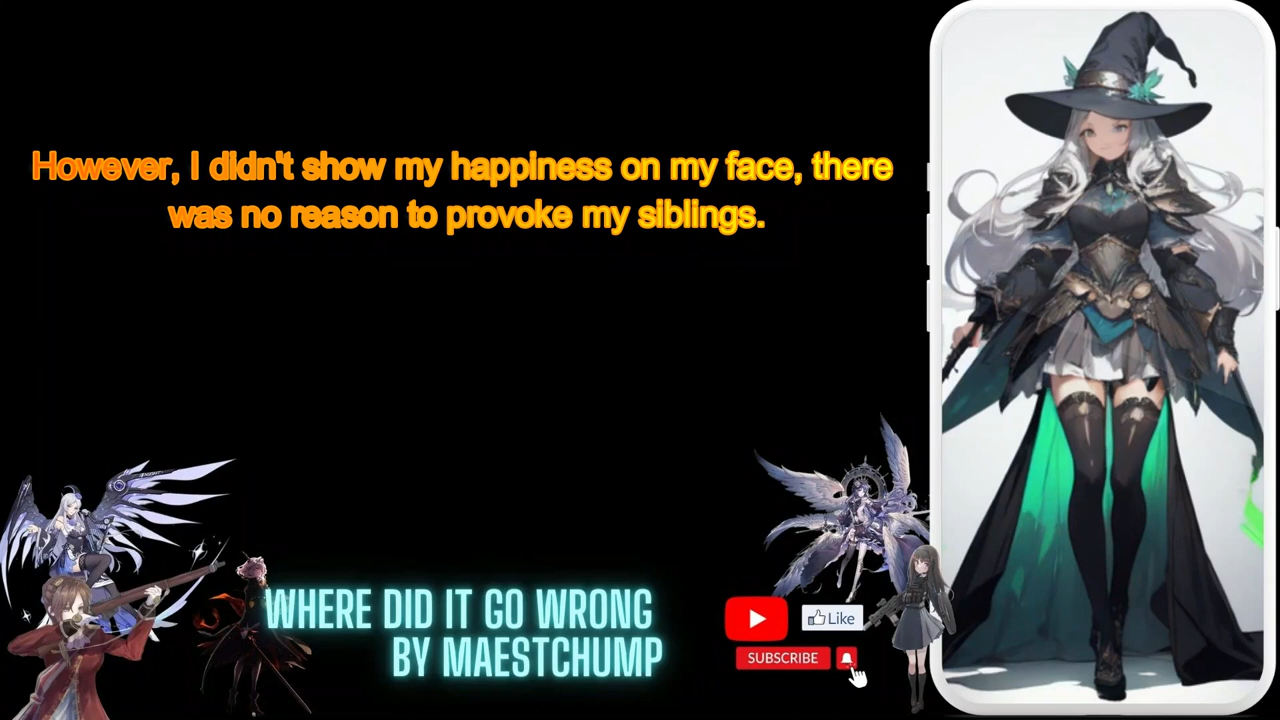 However, I didn't show my happiness on my face, there
was no reason to provoke my siblings.
WHERE DID IT GO WRONG
BY MAESTCHUMP
Like
SUBSCRIBE